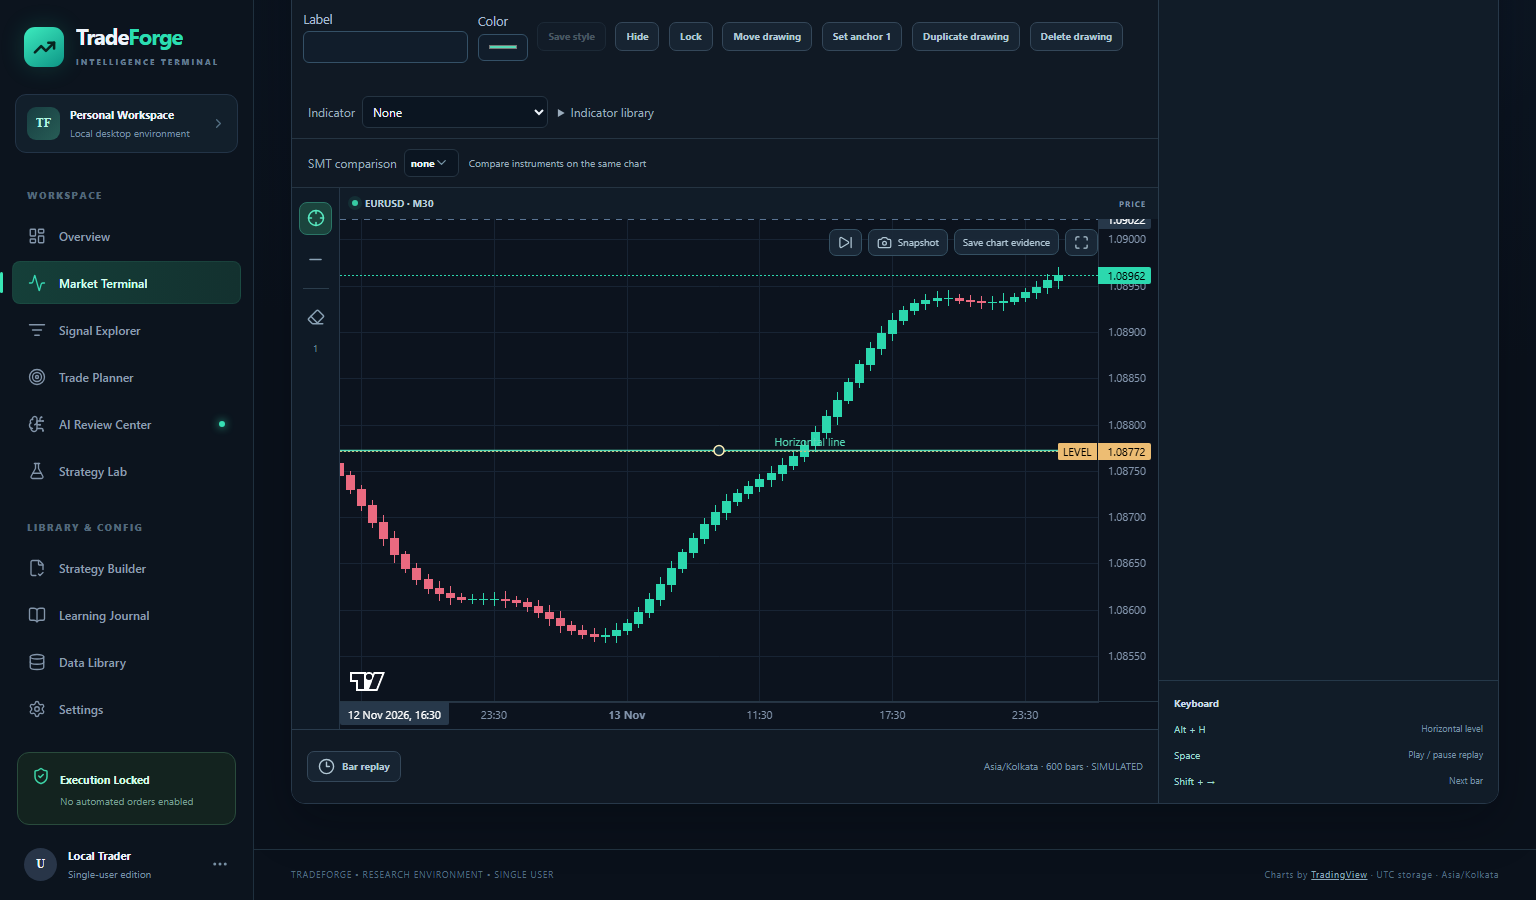 TradeForge
INTELLIGENCE TERMINAL
TF
Personal Workspace
Local desktop environment
WORKSPACE
Overview
Market Terminal
Signal Explorer
Trade Planner
AI Review Center
Strategy Lab
LIBRARY & CONFIG
Strategy Builder
Learning Journal
Data Library
Settings
Execution Locked
No automated orders enabled
U
Local Trader
Single-user edition
Label
Color
Save style
Hide
Lock
Move drawing
Set anchor 1
Duplicate drawing
Delete drawing
Indicator
None
Indicator library
SMT comparison
none
Compare instruments on the same chart
EURUSD · M30
PRICE
1
Snapshot
Save chart evidence
1.09022
1.09000
1.08962
1.08950
1.08900
1.08850
1.08800
Horizontal line
LEVEL
1.08772
1.08750
1.08700
1.08650
1.08600
1.08550
12 Nov 2026, 16:30
23:30
13 Nov
11:30
17:30
23:30
Bar replay
Asia/Kolkata · 600 bars · SIMULATED
Keyboard
Alt + H
Horizontal level
Space
Play / pause replay
Shift + →
Next bar
TRADEFORGE • RESEARCH ENVIRONMENT • SINGLE USER
Charts by TradingView · UTC storage · Asia/Kolkata